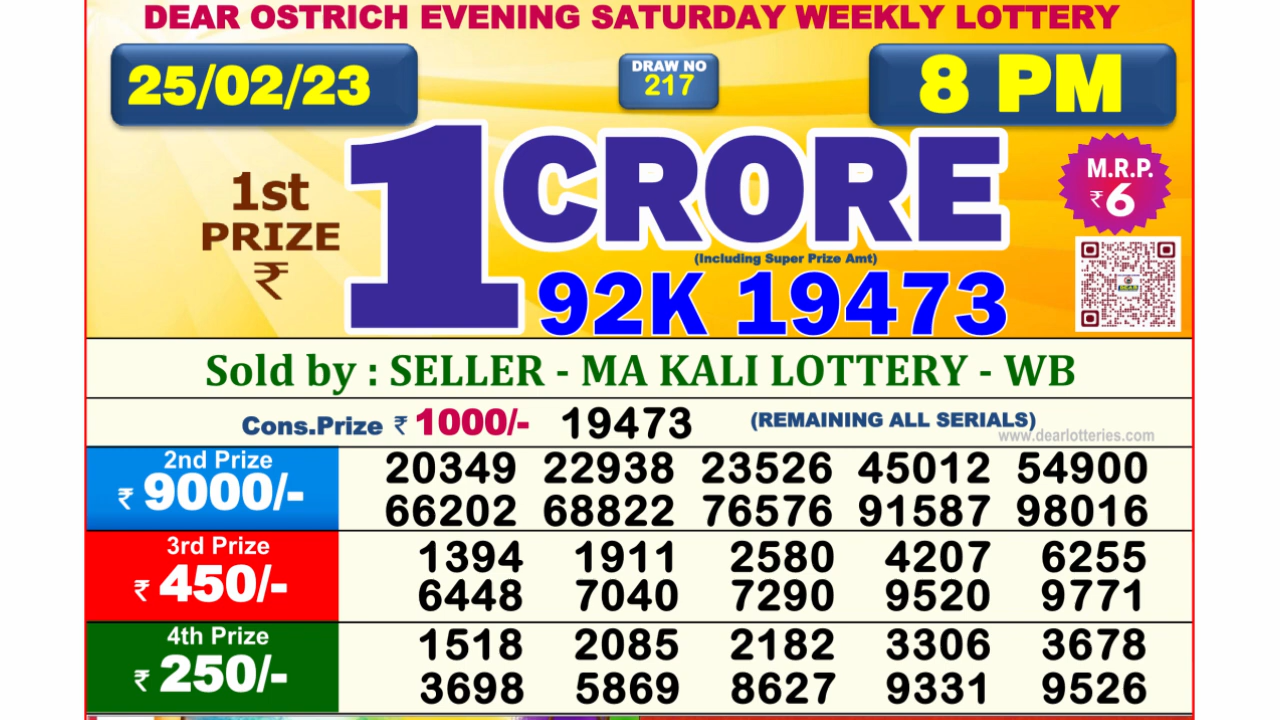 DEAR OSTRICH EVENING SATURDAY WEEKLY LOTTERY
25/02/23
DRAW NO
217
8 PM
1st
PRIZE
₹
1 CRORE
(Including Super Prize Amt)
92K 19473
M.R.P.
₹ 6
Sold by : SELLER - MA KALI LOTTERY - WB
Cons.Prize ₹ 1000/- 19473 (REMAINING ALL SERIALS)
www.dearlotteries.com
2nd Prize
₹ 9000/-
20349 22938 23526 45012 54900
66202 68822 76576 91587 98016
3rd Prize
₹ 450/-
1394 1911 2580 4207 6255
6448 7040 7290 9520 9771
4th Prize
₹ 250/-
1518 2085 2182 3306 3678
3698 5869 8627 9331 9526